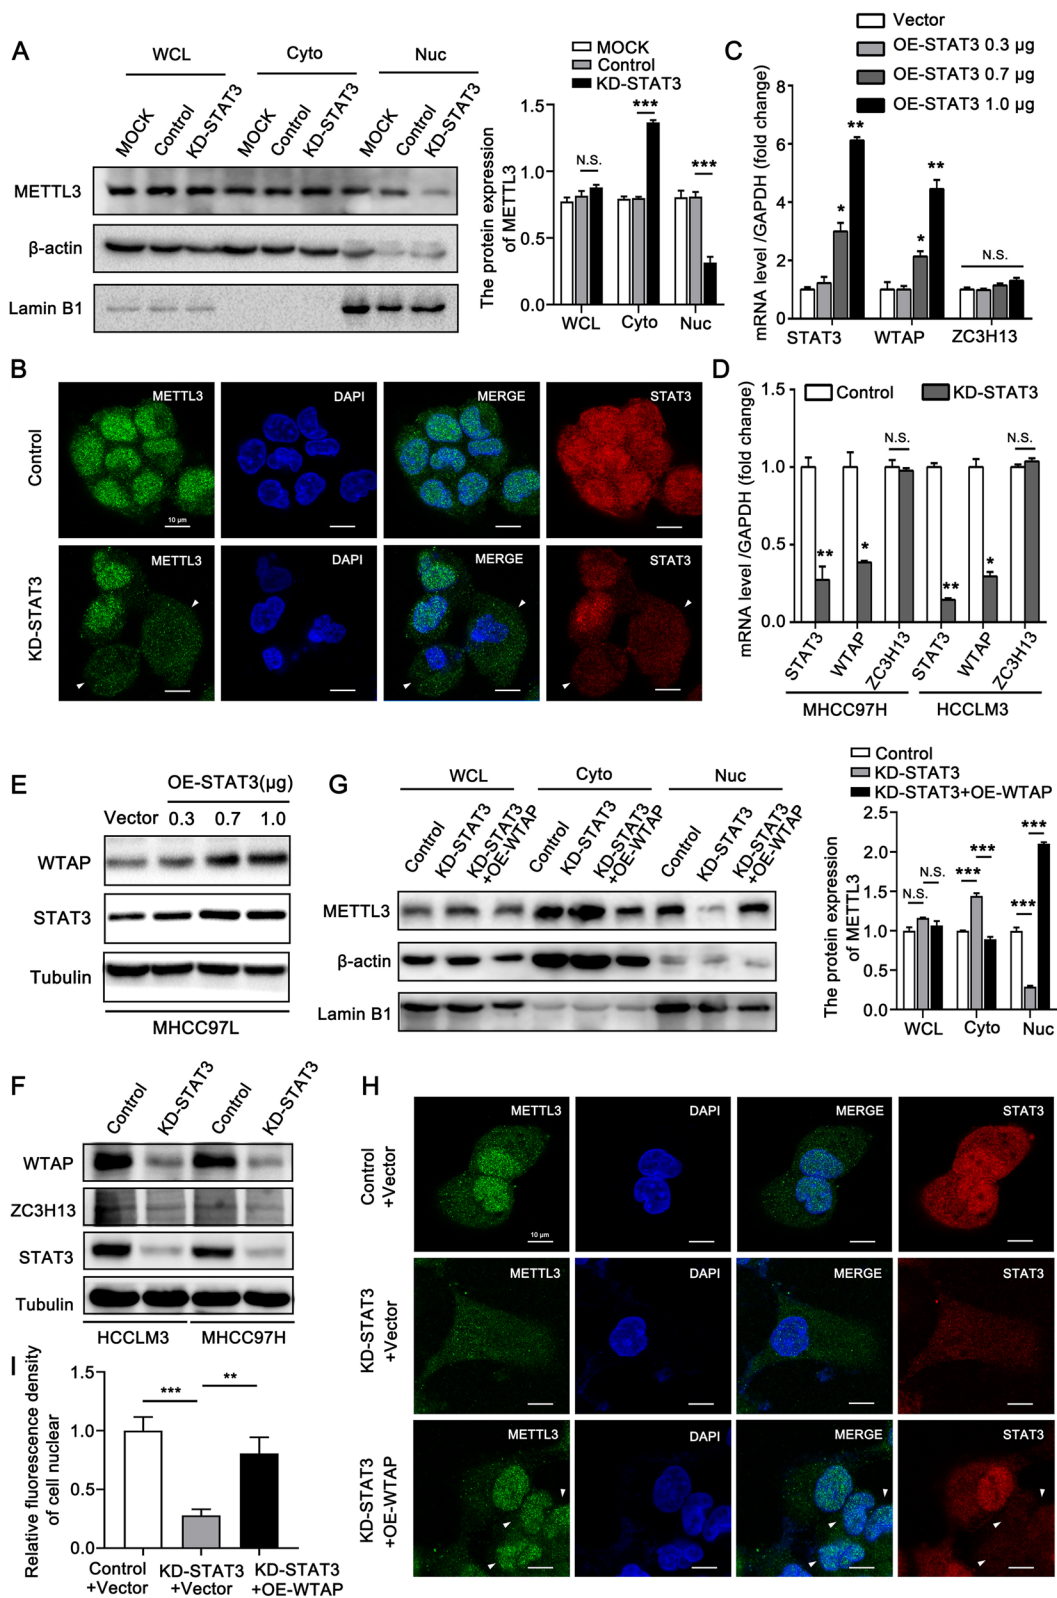 A
WCL Cyto Nuc
MOCK Control KD-STAT3 MOCK Control KD-STAT3 MOCK Control KD-STAT3
METTL3
β-actin
Lamin B1
MOCK
Control
KD-STAT3
The protein expression
of METTL3
1.5
1.0
0.5
0.0
N.S. *** ***
WCL Cyto Nuc
C
Vector
OE-STAT3 0.3 μg
OE-STAT3 0.7 μg
OE-STAT3 1.0 μg
mRNA level /GAPDH (fold change)
8
6
4
2
0
* ** * ** N.S.
STAT3 WTAP ZC3H13
B
Control
METTL3 DAPI MERGE STAT3
10 μm
KD-STAT3
METTL3 DAPI MERGE STAT3
D
Control KD-STAT3
mRNA level /GAPDH (fold change)
1.5
1.0
0.5
0.0
** * N.S. ** * N.S.
STAT3 WTAP ZC3H13 STAT3 WTAP ZC3H13
MHCC97H HCCLM3
E
OE-STAT3(μg)
Vector 0.3 0.7 1.0
WTAP
STAT3
Tubulin
MHCC97L
G
WCL Cyto Nuc
Control KD-STAT3 KD-STAT3 +OE-WTAP Control KD-STAT3 KD-STAT3 +OE-WTAP Control KD-STAT3 KD-STAT3 +OE-WTAP
METTL3
β-actin
Lamin B1
Control
KD-STAT3
KD-STAT3+OE-WTAP
The protein expression
of METTL3
2.5
2.0
1.5
1.0
0.5
0.0
N.S. N.S. *** *** *** ***
WCL Cyto Nuc
F
Control KD-STAT3 Control KD-STAT3
WTAP
ZC3H13
STAT3
Tubulin
HCCLM3 MHCC97H
H
Control
+Vector
METTL3 DAPI MERGE STAT3
10 μm
KD-STAT3
+Vector
METTL3 DAPI MERGE STAT3
KD-STAT3
+OE-WTAP
METTL3 DAPI MERGE STAT3
I
Relative fluorescence density
of cell nuclear
1.5
1.0
0.5
0.0
*** **
Control KD-STAT3 KD-STAT3
+Vector +Vector +OE-WTAP